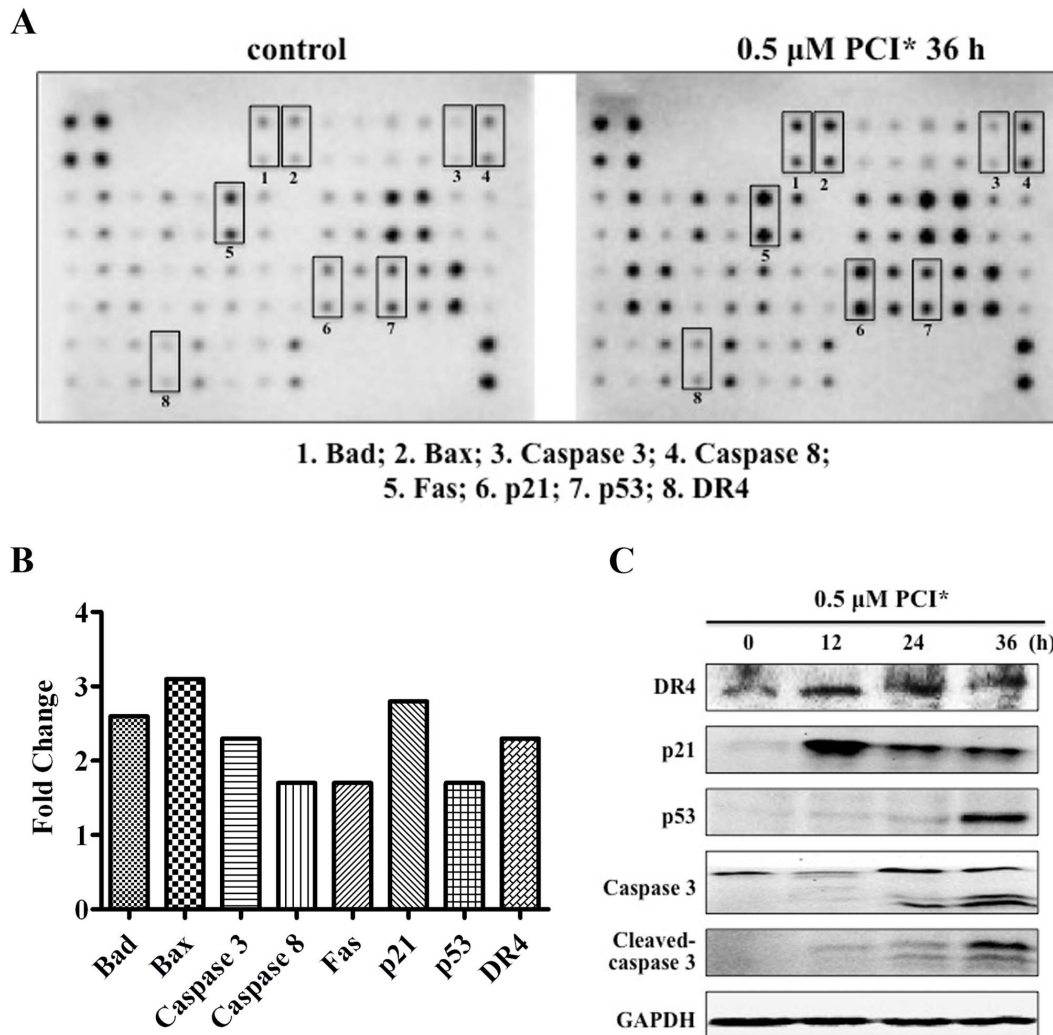 A
control
0.5 µM PCI* 36 h
1 2 3 4
5
6 7
8
1 2 3 4
5
6 7
8
1. Bad; 2. Bax; 3. Caspase 3; 4. Caspase 8;
5. Fas; 6. p21; 7. p53; 8. DR4
B
Fold Change
4
3
2
1
0
Bad
Bax
Caspase 3
Caspase 8
Fas
p21
p53
DR4
C
0.5 µM PCI*
0 12 24 36 (h)
DR4
p21
p53
Caspase 3
Cleaved-
caspase 3
GAPDH